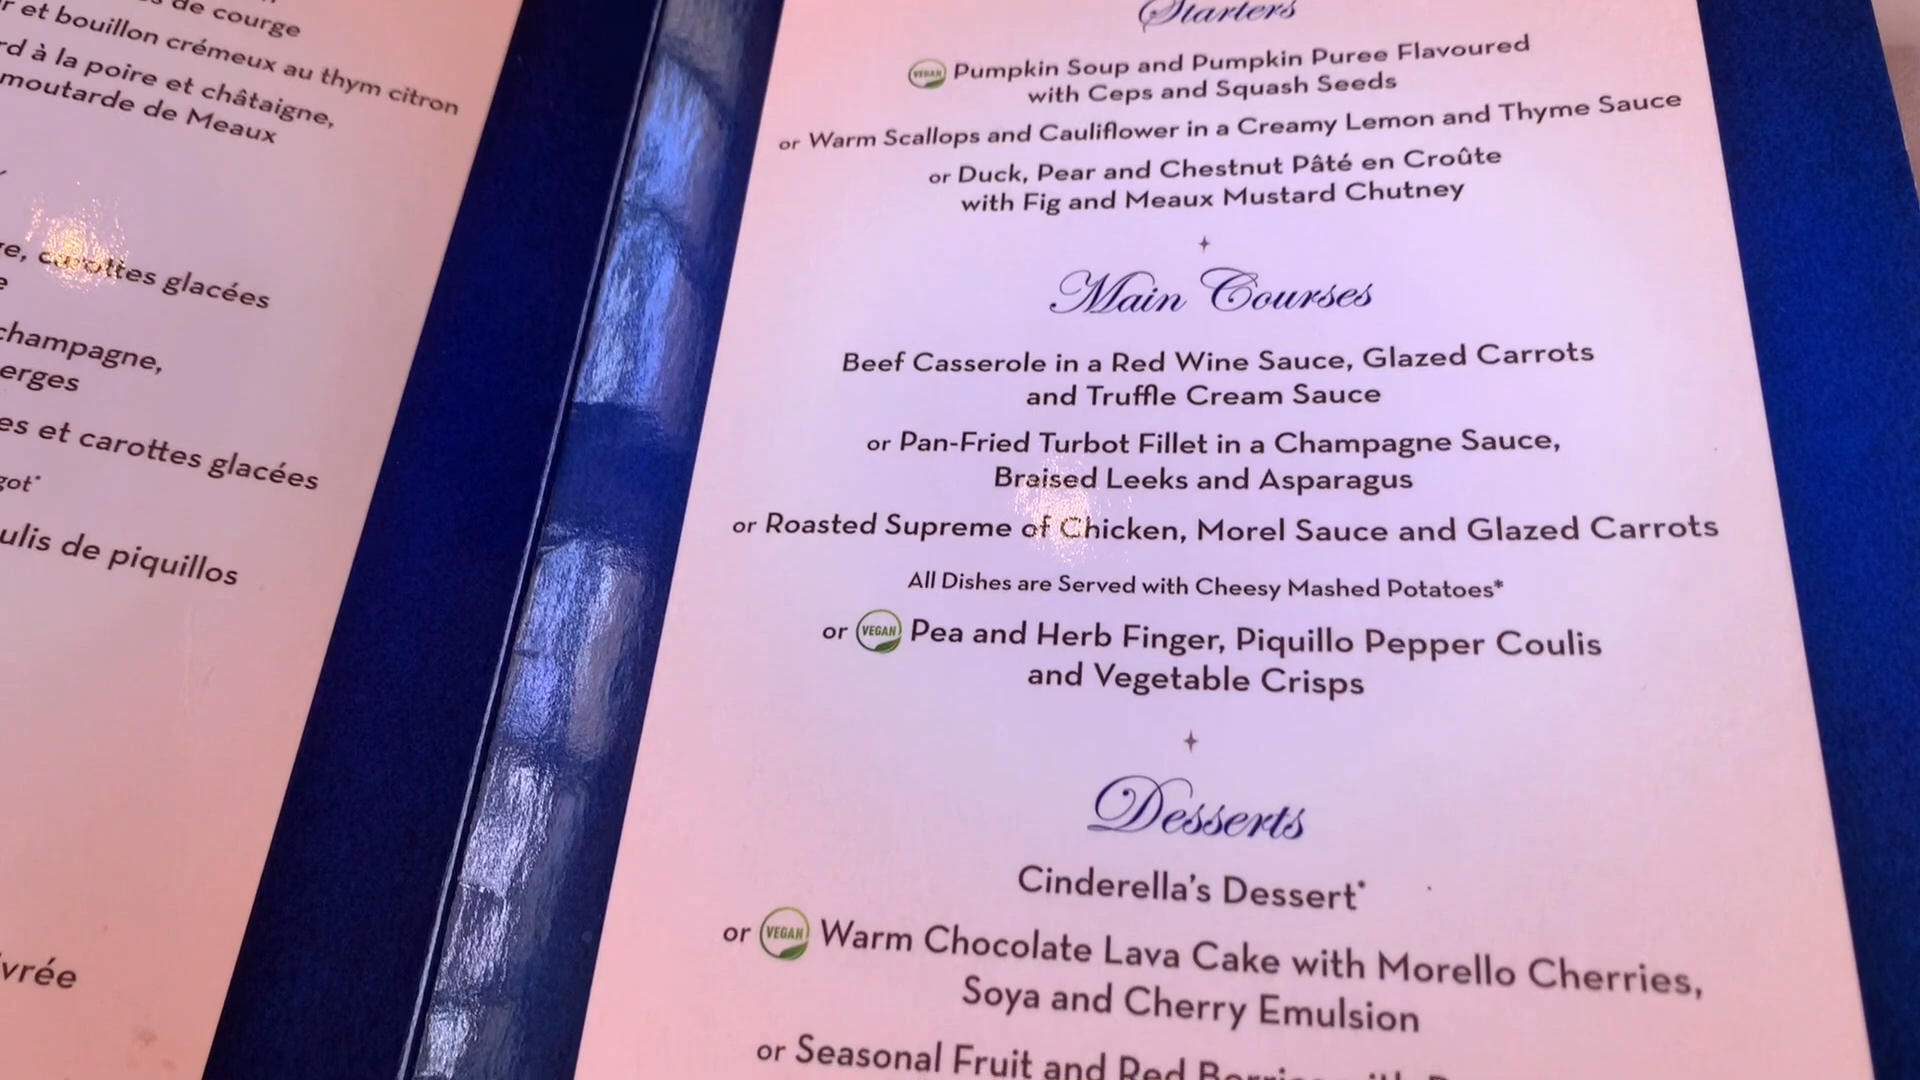 de courge
et bouillon crémeux au thym citron
à la poire et châtaigne,
moutarde de Meaux
carottes glacées
champagne,
et carottes glacées
piquillos
Starters
VEGAN Pumpkin Soup and Pumpkin Puree Flavoured
with Ceps and Squash Seeds
or Warm Scallops and Cauliflower in a Creamy Lemon and Thyme Sauce
or Duck, Pear and Chestnut Pâté en Croûte
with Fig and Meaux Mustard Chutney
Main Courses
Beef Casserole in a Red Wine Sauce, Glazed Carrots
and Truffle Cream Sauce
or Pan-Fried Turbot Fillet in a Champagne Sauce,
Braised Leeks and Asparagus
or Roasted Supreme of Chicken, Morel Sauce and Glazed Carrots
All Dishes are Served with Cheesy Mashed Potatoes*
or VEGAN Pea and Herb Finger, Piquillo Pepper Coulis
and Vegetable Crisps
Desserts
Cinderella's Dessert*
or VEGAN Warm Chocolate Lava Cake with Morello Cherries,
Soya and Cherry Emulsion
or Seasonal Fruit and Red